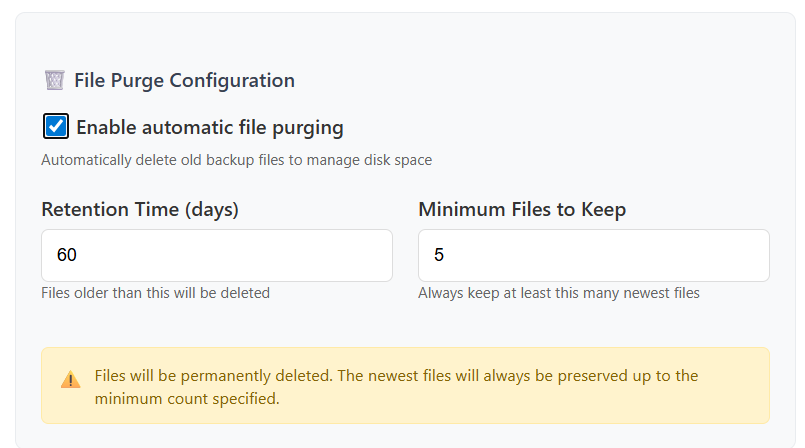 File Purge Configuration
Enable automatic file purging
Automatically delete old backup files to manage disk space
Retention Time (days)
60
Files older than this will be deleted
Minimum Files to Keep
5
Always keep at least this many newest files
Files will be permanently deleted. The newest files will always be preserved up to the
minimum count specified.